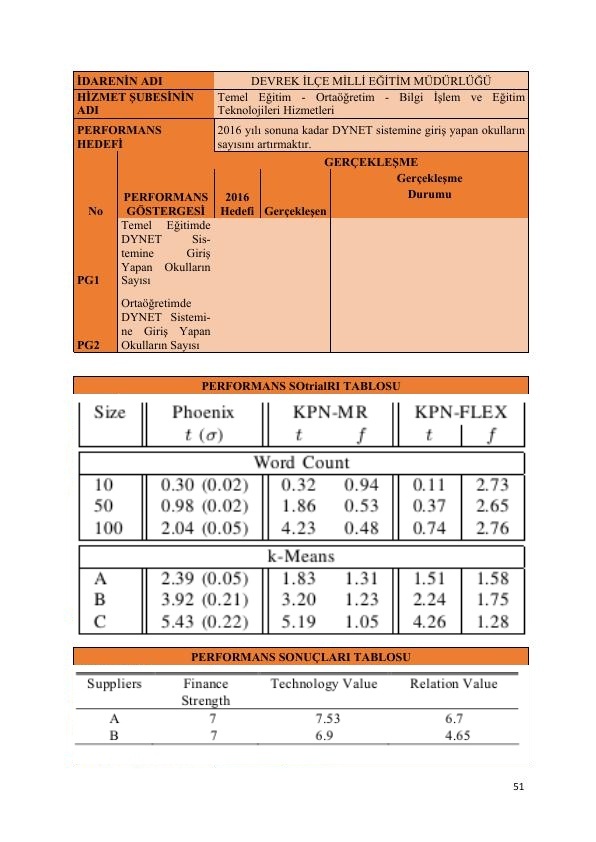 İDARENİN ADI DEVREK İLÇE MİLLİ EĞİTİM MÜDÜRLÜĞÜ
HİZMET ŞUBESİNİN Temel Eğitim - Ortaöğretim - Bilgi İşlem ve Eğitim
ADI Teknolojileri Hizmetleri
PERFORMANS 2016 yılı sonuna kadar DYNET sistemine giriş yapan okulların
HEDEFİ sayısını artırmaktır.
GERÇEKLEŞME
Gerçekleşme
Durumu
PERFORMANS 2016
No GÖSTERGESİ Hedefi Gerçekleşen
Temel Eğitimde
DYNET Sis-
temine Giriş
Yapan Okulların
PG1 Sayısı
Ortaöğretimde
DYNET Sistemi-
ne Giriş Yapan
PG2 Okulların Sayısı
PERFORMANS SOtrialRI TABLOSU
Size Phoenix KPN-MR KPN-FLEX
t (σ) t f t f
Word Count
10 0.30 (0.02) 0.32 0.94 0.11 2.73
50 0.98 (0.02) 1.86 0.53 0.37 2.65
100 2.04 (0.05) 4.23 0.48 0.74 2.76
k-Means
A 2.39 (0.05) 1.83 1.31 1.51 1.58
B 3.92 (0.21) 3.20 1.23 2.24 1.75
C 5.43 (0.22) 5.19 1.05 4.26 1.28
PERFORMANS SONUÇLARI TABLOSU
Suppliers Finance Technology Value Relation Value
Strength
A 7 7.53 6.7
B 7 6.9 4.65
51